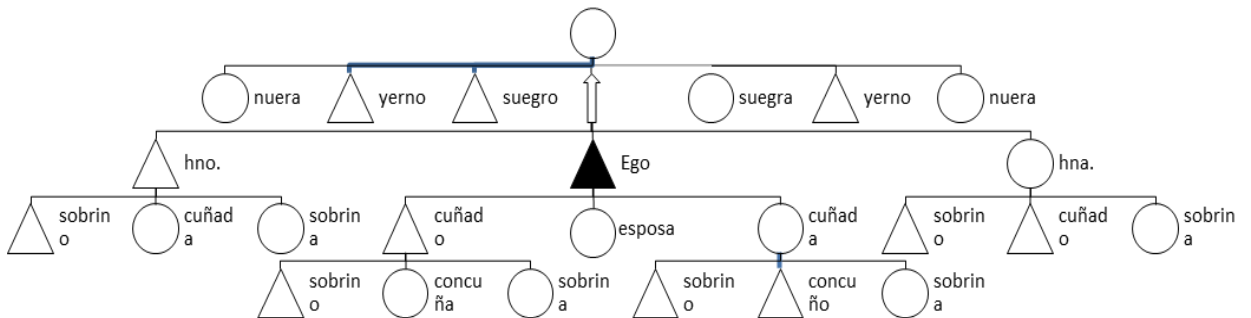 nuera
yerno
suegro
suegra
yerno
nuera
hno.
Ego
hna.
sobrin
o
cuñad
a
sobrin
a
cuñad
o
esposa
cuñad
a
sobrin
o
cuñad
o
sobrin
a
sobrin
o
concu
ña
sobrin
a
sobrin
o
concu
ño
sobrin
a